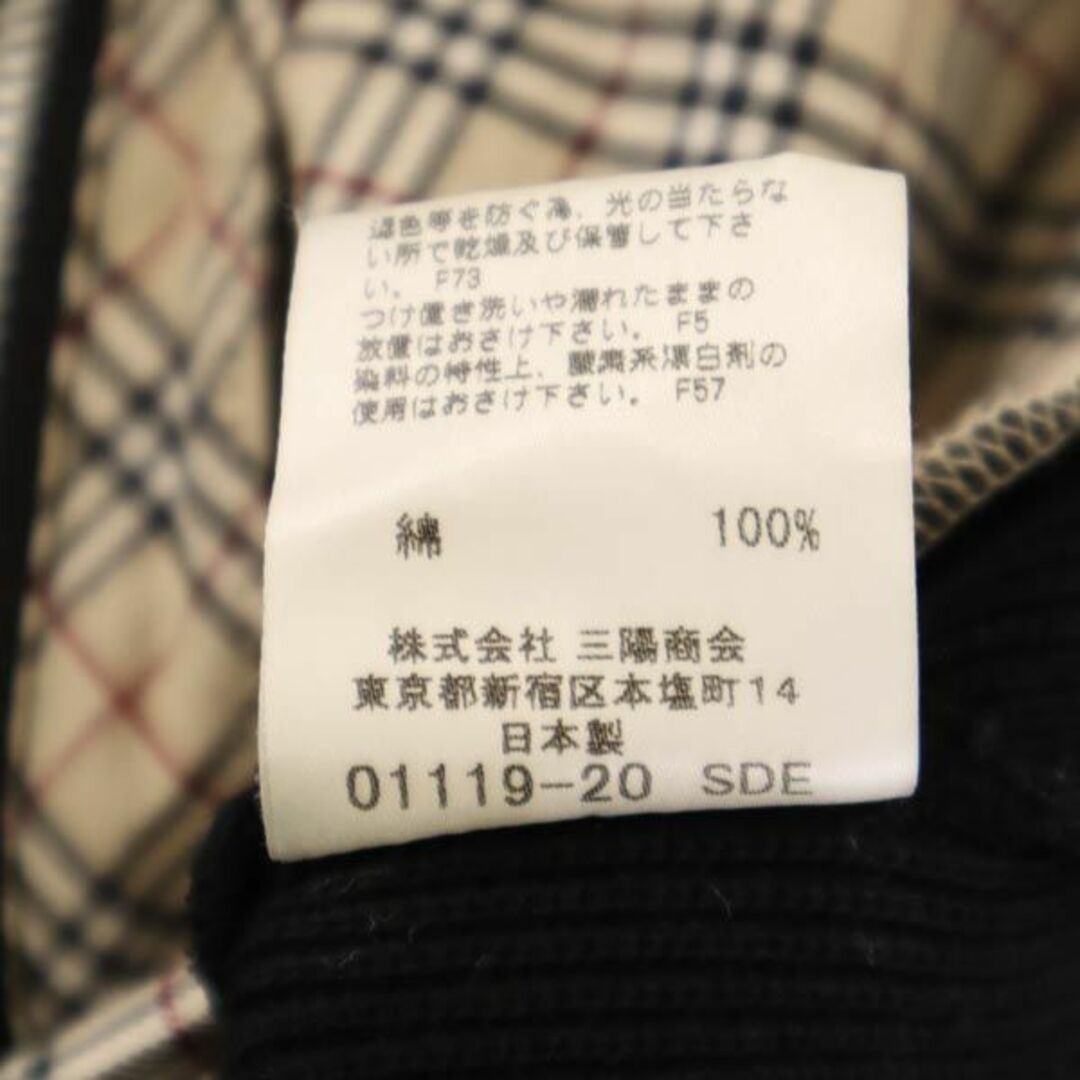 退色等を防ぐ為、光の当たらな
い所で乾燥及び保管して下さ
い。 F73
つけ置き洗いや濡れたままの
放置はおさけ下さい。 F5
染料の特性上、酸素系漂白剤の
使用はおさけ下さい。 F57
綿 100%
株式会社 三陽商会
東京都新宿区本塩町14
日本製
01119-20 SDE